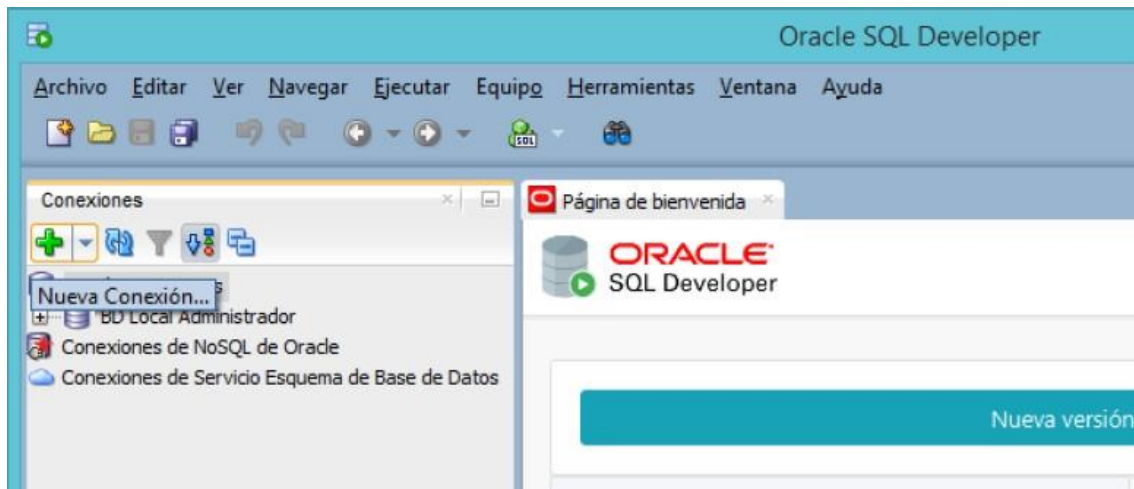 Oracle SQL Developer
Archivo Editar Ver Navegar Ejecutar Equipo Herramientas Ventana Ayuda
SQL
Conexiones
Página de bienvenida
ORACLE
SQL Developer
Nueva Conexión...
BD Local Administrador
Conexiones de NoSQL de Oracle
Conexiones de Servicio Esquema de Base de Datos
Nueva versión